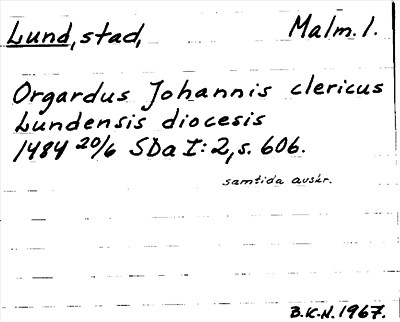 Lund, stad, Malm. l.
Orgardus Johannis clericus
Lundensis diocesis
1484 20/6 SDa I:2, s. 606.
samtida avskr.
B.K-N. 1967.